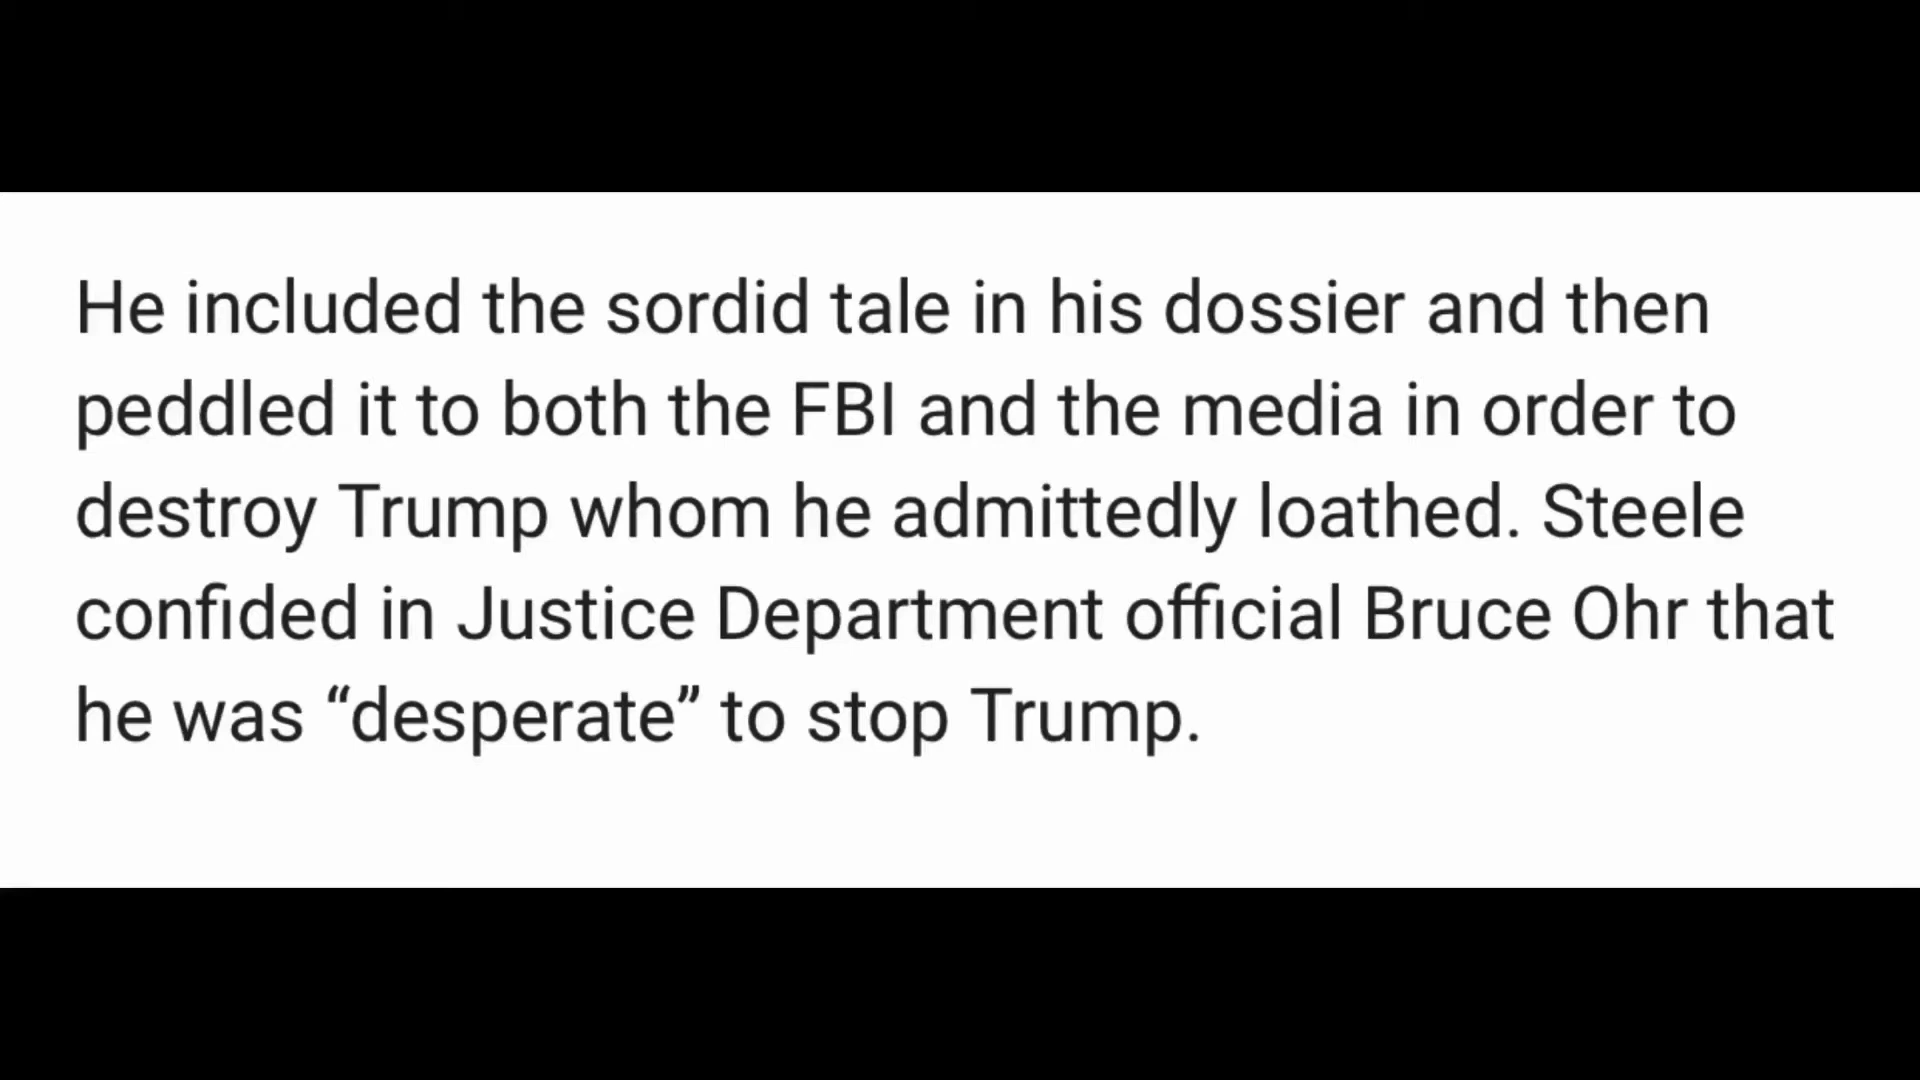 He included the sordid tale in his dossier and then
peddled it to both the FBI and the media in order to
destroy Trump whom he admittedly loathed. Steele
confided in Justice Department official Bruce Ohr that
he was “desperate” to stop Trump.